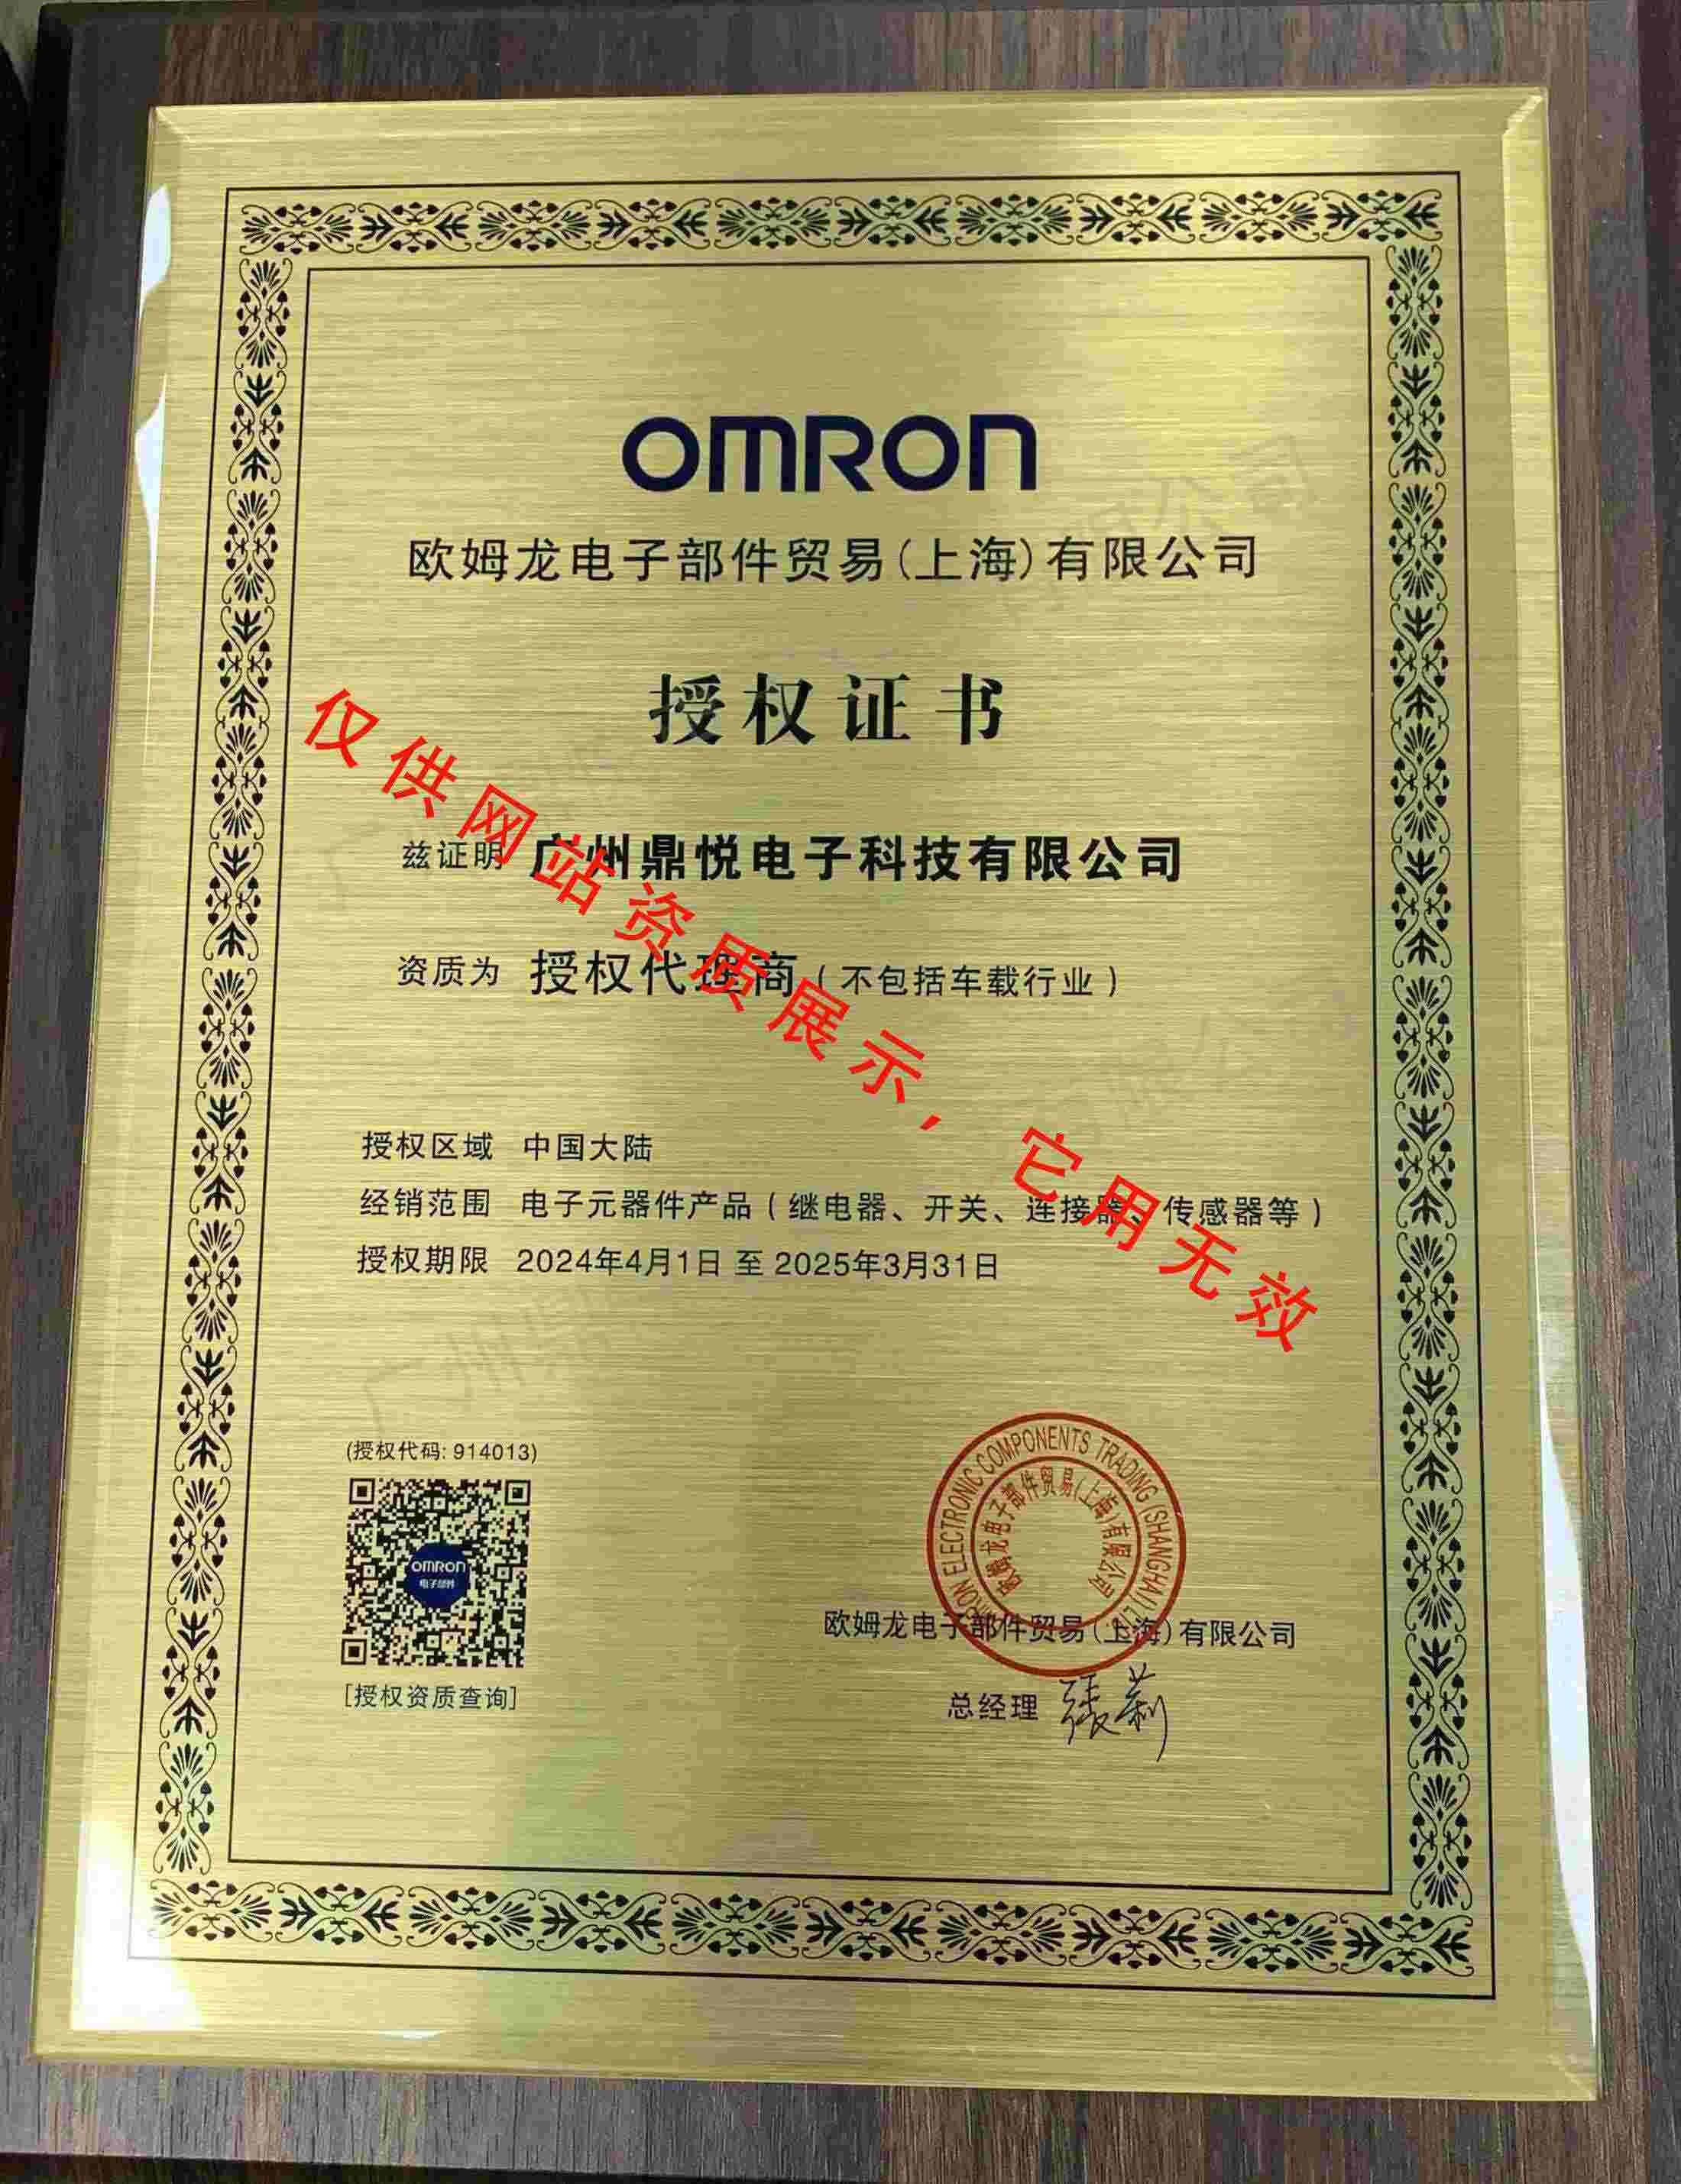 OMRON
欧姆龙电子部件贸易(上海)有限公司
授权证书
兹证明 广州鼎悦电子科技有限公司
资质为 授权代理商(不包括车载行业)
仅供网站资质展示，它用无效
授权区域 中国大陆
经销范围 电子元器件产品(继电器、开关、连接器、传感器等)
授权期限 2024年4月1日 至 2025年3月31日
(授权代码:914013)
OMRON
电子部件
[授权资质查询]
OMRON ELECTRONIC COMPONENTS TRADING (SHANGHAI) LTD.
欧姆龙电子部件贸易(上海)有限公司
欧姆龙电子部件贸易(上海)有限公司
总经理 张莉